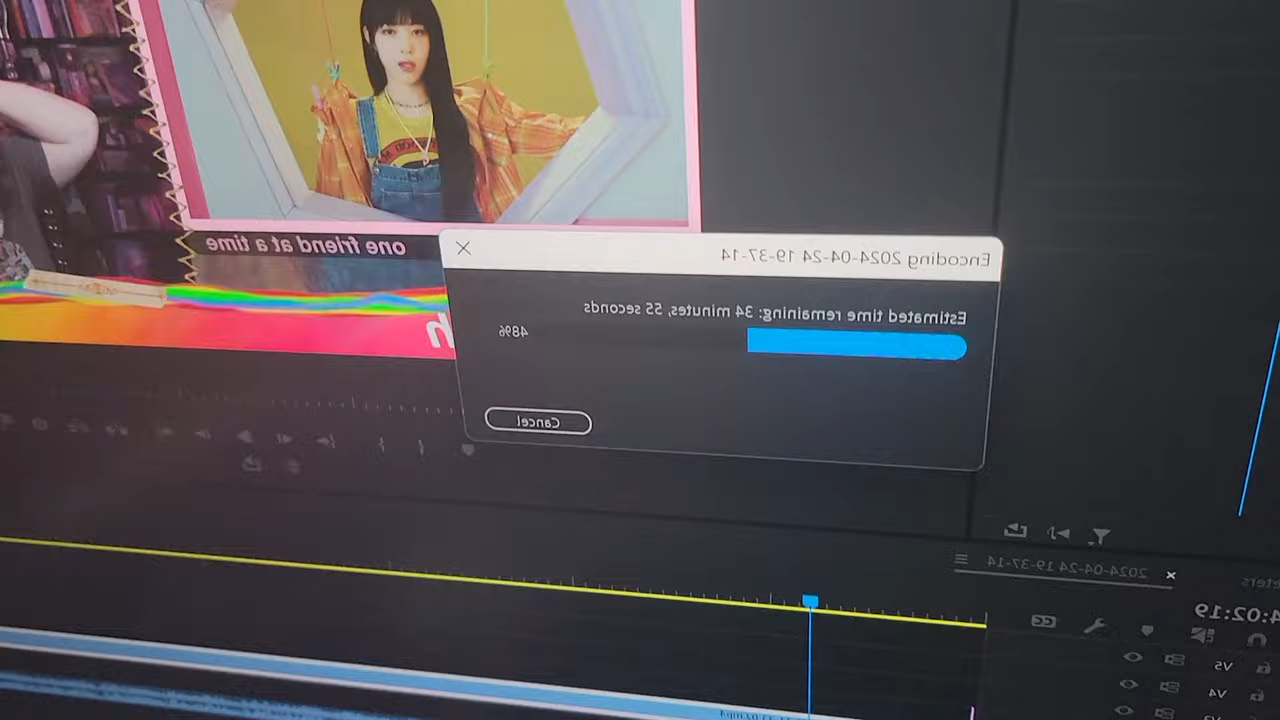 one friend at a time
h
Encoding 2024-04-24 19-37-14
Estimated time remaining: 34 minutes, 55 seconds
48%
Cancel
2024-04-24 19-37-14
4:02:19
V5
V4